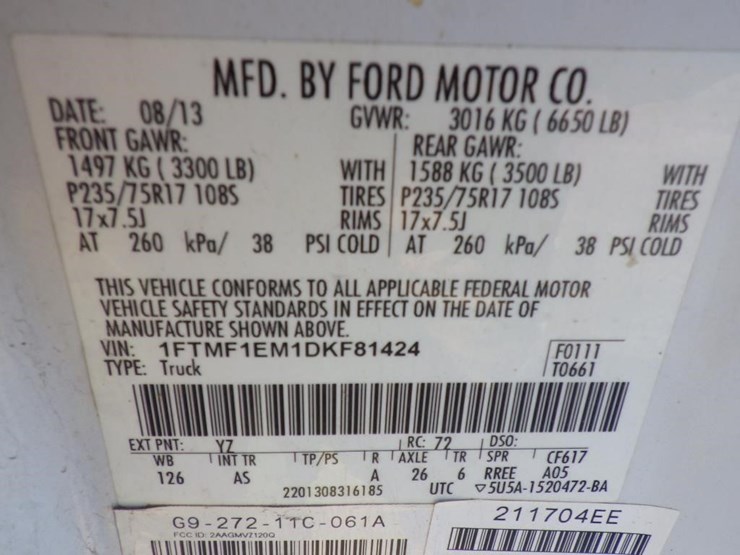 MFD. BY FORD MOTOR CO.
DATE: 08/13 GVWR: 3016 KG ( 6650 LB)
FRONT GAWR: REAR GAWR:
1497 KG ( 3300 LB) WITH 1588 KG ( 3500 LB) WITH
P235/75R17 108S TIRES P235/75R17 108S TIRES
17x7.5J RIMS 17x7.5J RIMS
AT 260 kPa/ 38 PSI COLD AT 260 kPa/ 38 PSI COLD
THIS VEHICLE CONFORMS TO ALL APPLICABLE FEDERAL MOTOR
VEHICLE SAFETY STANDARDS IN EFFECT ON THE DATE OF
MANUFACTURE SHOWN ABOVE.
VIN: 1FTMF1EM1DKF81424 F0111
TYPE: Truck T0661
EXT PNT: YZ RC: 72 DSO:
WB INT TR TP/PS R AXLE TR SPR CF617
126 AS A 26 6 RREE A05
2201308316185 UTC ▽5U5A-1520472-BA
G9-272-11C-061A 211704EE
FCC ID: 2AAGMV7120G